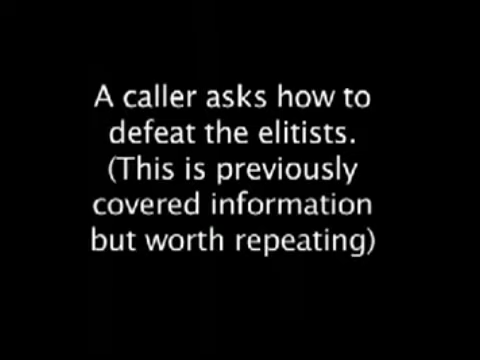 A caller asks how to
defeat the elitists.
(This is previously
covered information
but worth repeating)